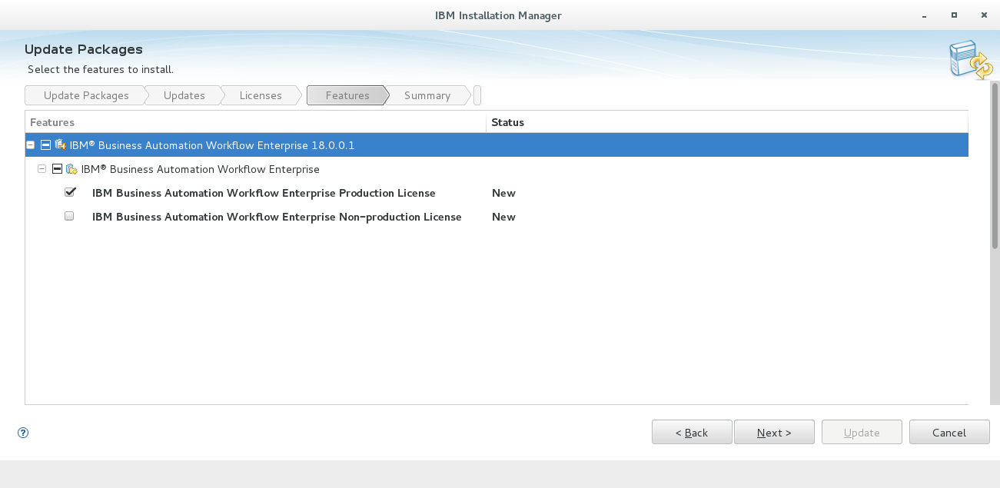 IBM Installation Manager
Update Packages
Select the features to install.
Update Packages Updates Licenses Features Summary
Features Status
IBM® Business Automation Workflow Enterprise 18.0.0.1
IBM® Business Automation Workflow Enterprise
IBM Business Automation Workflow Enterprise Production License New
IBM Business Automation Workflow Enterprise Non-production License New
?
< Back Next > Update Cancel